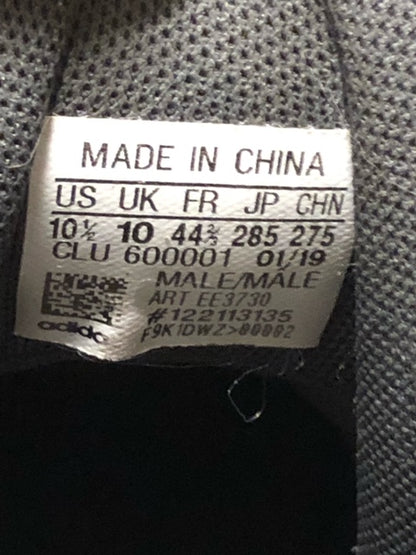 MADE IN CHINA
US UK FR JP CHN
10½ 10 44⅔ 285 275
CLU 600001 01/19
MALE/MALE
ART EE3730
#122113135
adidas F9K1DWZ>00002